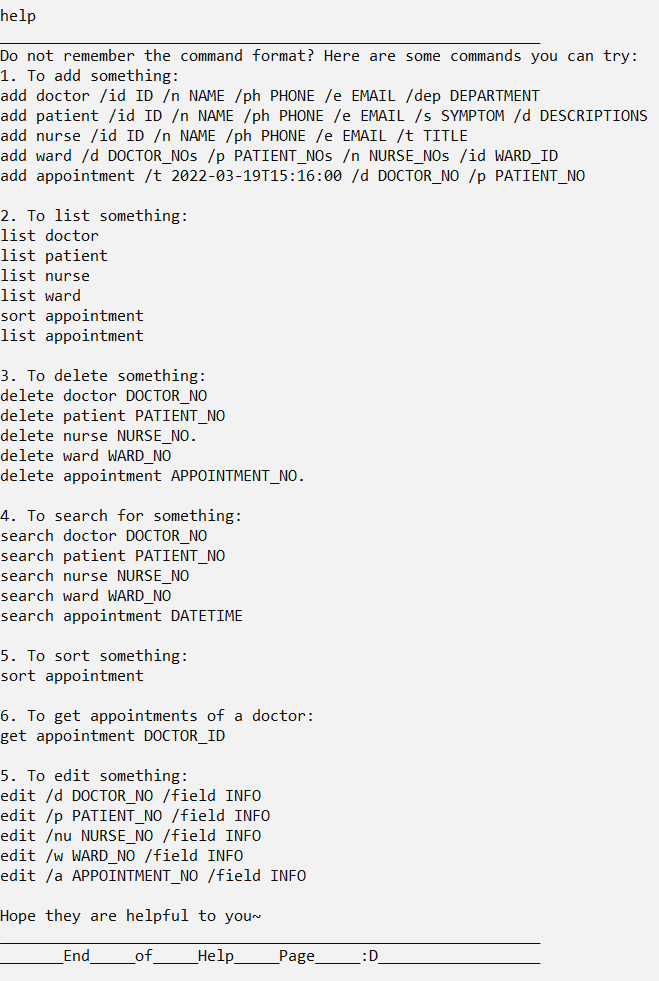 help
____________________________________________________________
Do not remember the command format? Here are some commands you can try:
1. To add something:
add doctor /id ID /n NAME /ph PHONE /e EMAIL /dep DEPARTMENT
add patient /id ID /n NAME /ph PHONE /e EMAIL /s SYMPTOM /d DESCRIPTIONS
add nurse /id ID /n NAME /ph PHONE /e EMAIL /t TITLE
add ward /d DOCTOR_NOs /p PATIENT_NOs /n NURSE_NOs /id WARD_ID
add appointment /t 2022-03-19T15:16:00 /d DOCTOR_NO /p PATIENT_NO

2. To list something:
list doctor
list patient
list nurse
list ward
sort appointment
list appointment

3. To delete something:
delete doctor DOCTOR_NO
delete patient PATIENT_NO
delete nurse NURSE_NO.
delete ward WARD_NO
delete appointment APPOINTMENT_NO.

4. To search for something:
search doctor DOCTOR_NO
search patient PATIENT_NO
search nurse NURSE_NO
search ward WARD_NO
search appointment DATETIME

5. To sort something:
sort appointment

6. To get appointments of a doctor:
get appointment DOCTOR_ID

5. To edit something:
edit /d DOCTOR_NO /field INFO
edit /p PATIENT_NO /field INFO
edit /nu NURSE_NO /field INFO
edit /w WARD_NO /field INFO
edit /a APPOINTMENT_NO /field INFO

Hope they are helpful to you~
____________________________________________________________
_______End_____of_____Help_____Page_____:D__________________